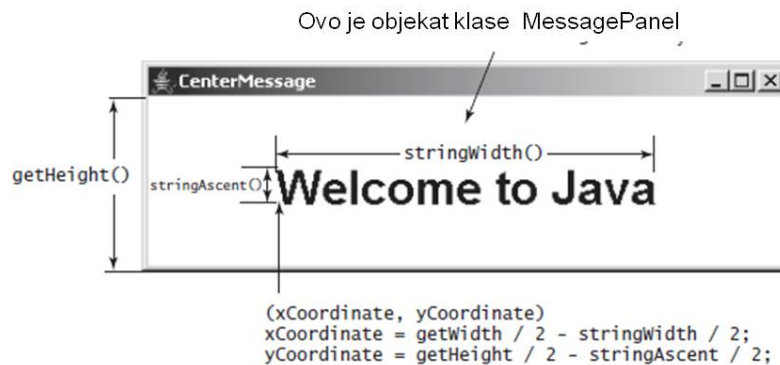 Ovo je objekat klase MessagePanel
CenterMessage
getHeight()
stringWidth()
stringAscent()
Welcome to Java
(xCoordinate, yCoordinate)
xCoordinate = getWidth / 2 - stringWidth / 2;
yCoordinate = getHeight / 2 - stringAscent / 2;